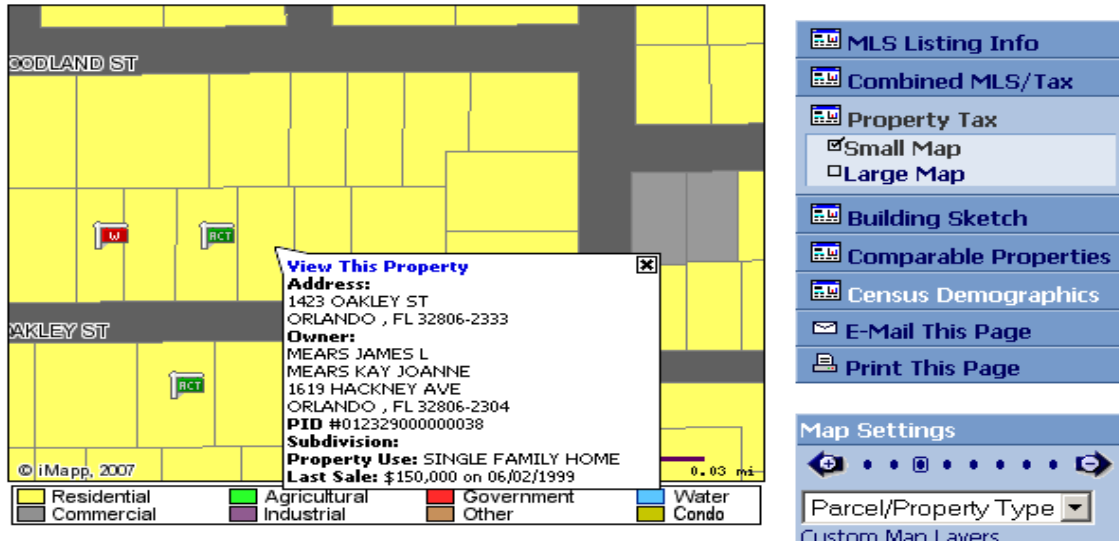 OODLAND ST
W
ACT
View This Property
Address:
1423 OAKLEY ST
ORLANDO , FL 32806-2333
Owner:
MEARS JAMES L
MEARS KAY JOANNE
1619 HACKNEY AVE
ORLANDO , FL 32806-2304
PID #012329000000038
Subdivision:
Property Use: SINGLE FAMILY HOME
Last Sale: $150,000 on 06/02/1999
AKLEY ST
ACT
© iMapp, 2007
0.03 mi
Residential Agricultural Government Water
Commercial Industrial Other Condo
MLS Listing Info
Combined MLS/Tax
Property Tax
Small Map
Large Map
Building Sketch
Comparable Properties
Census Demographics
E-Mail This Page
Print This Page
Map Settings
Parcel/Property Type
Custom Map Layers